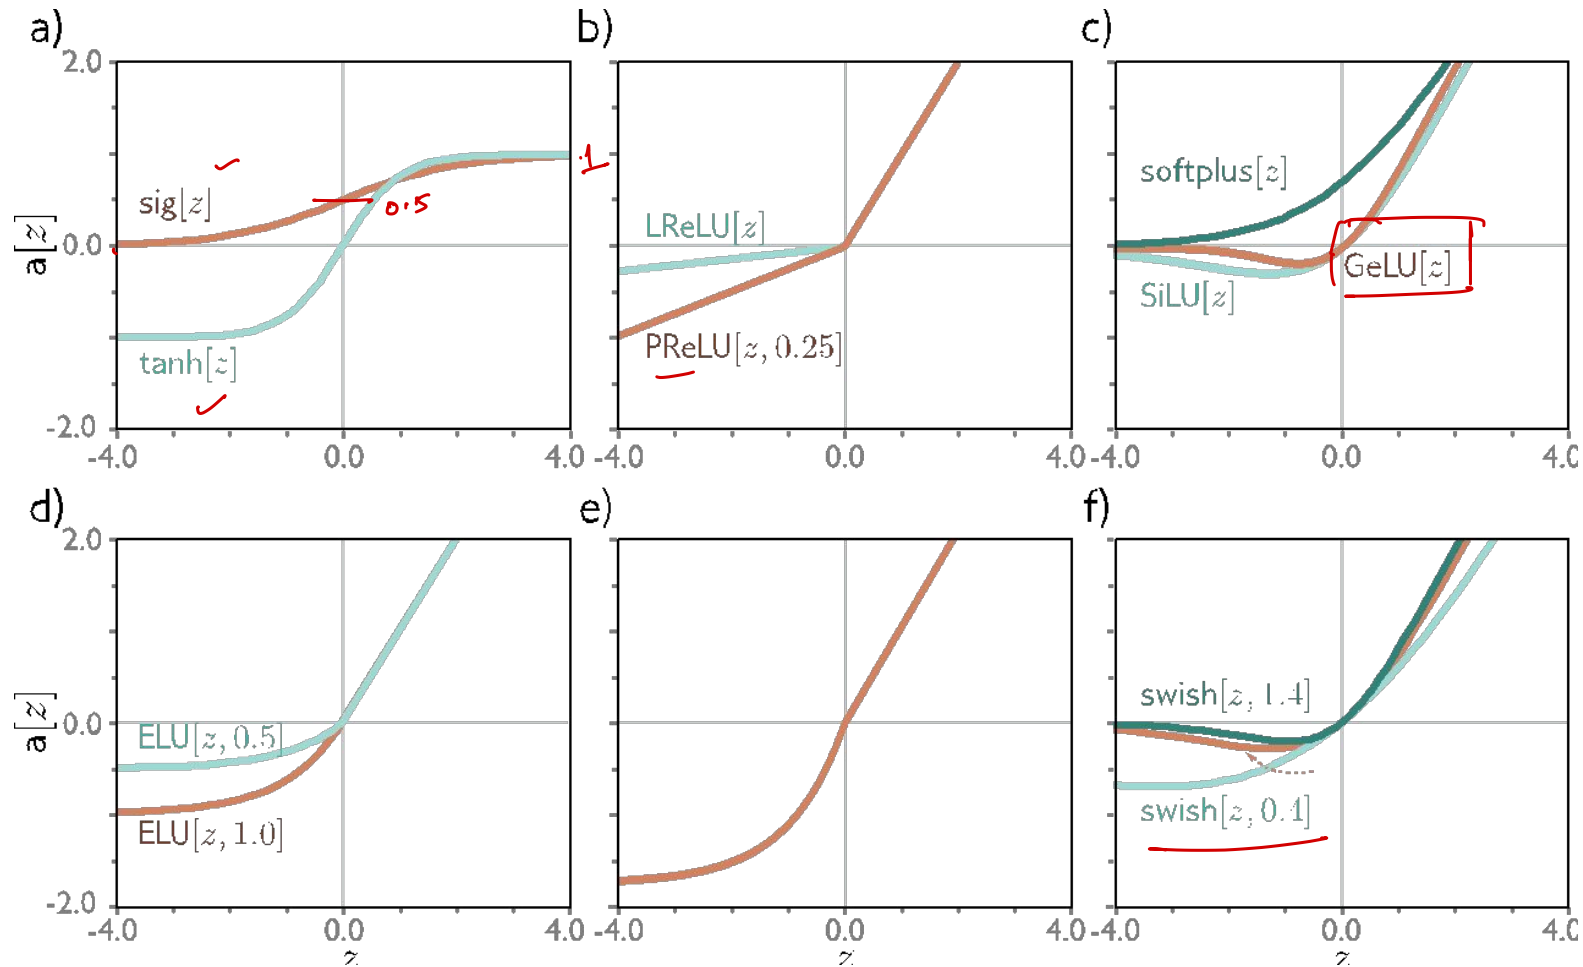 a)
b)
c)
2.0
sig[z]
0.5
1
a[z]
0.0
tanh[z]
-2.0
-4.0
0.0
4.0
LReLU[z]
PReLU[z, 0.25]
-4.0
0.0
4.0
softplus[z]
GeLU[z]
SiLU[z]
-4.0
0.0
4.0
d)
e)
f)
2.0
a[z]
0.0
ELU[z, 0.5]
ELU[z, 1.0]
-2.0
-4.0
0.0
4.0
z
-4.0
0.0
4.0
z
swish[z, 1.4]
swish[z, 0.4]
-4.0
0.0
4.0
z